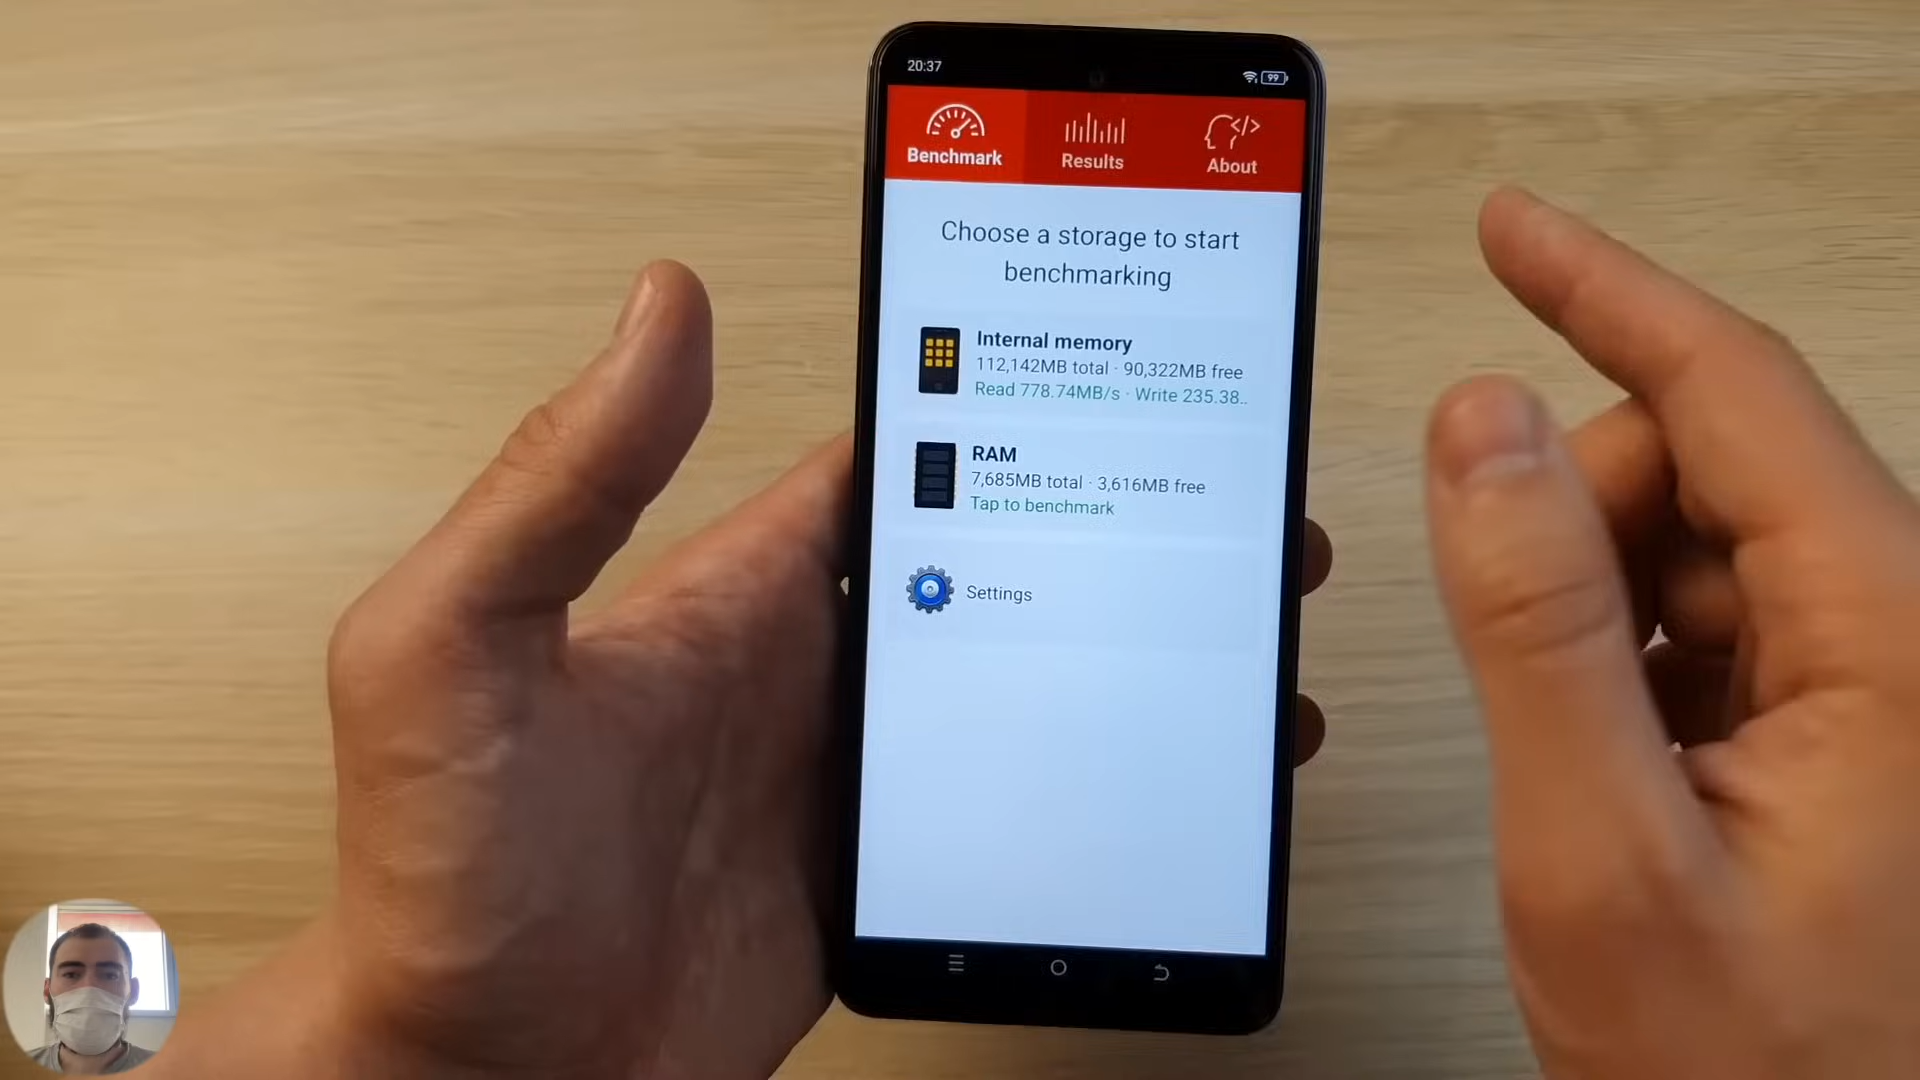 20:37
99
Benchmark
Results
About
Choose a storage to start
benchmarking
Internal memory
112,142MB total · 90,322MB free
Read 778.74MB/s · Write 235.38..
RAM
7,685MB total · 3,616MB free
Tap to benchmark
Settings